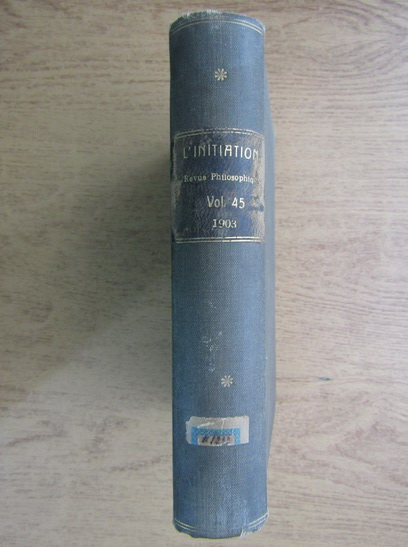 L'INITIATION
Revue Philosophiq
Vol. 45
1903